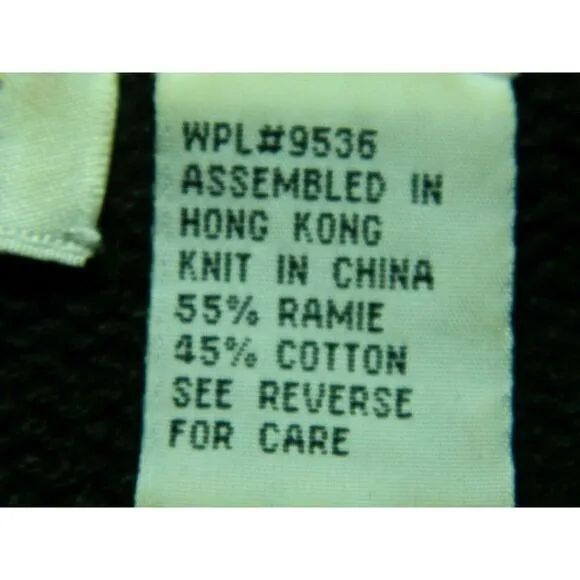 WPL#9536
ASSEMBLED IN
HONG KONG
KNIT IN CHINA
55% RAMIE
45% COTTON
SEE REVERSE
FOR CARE